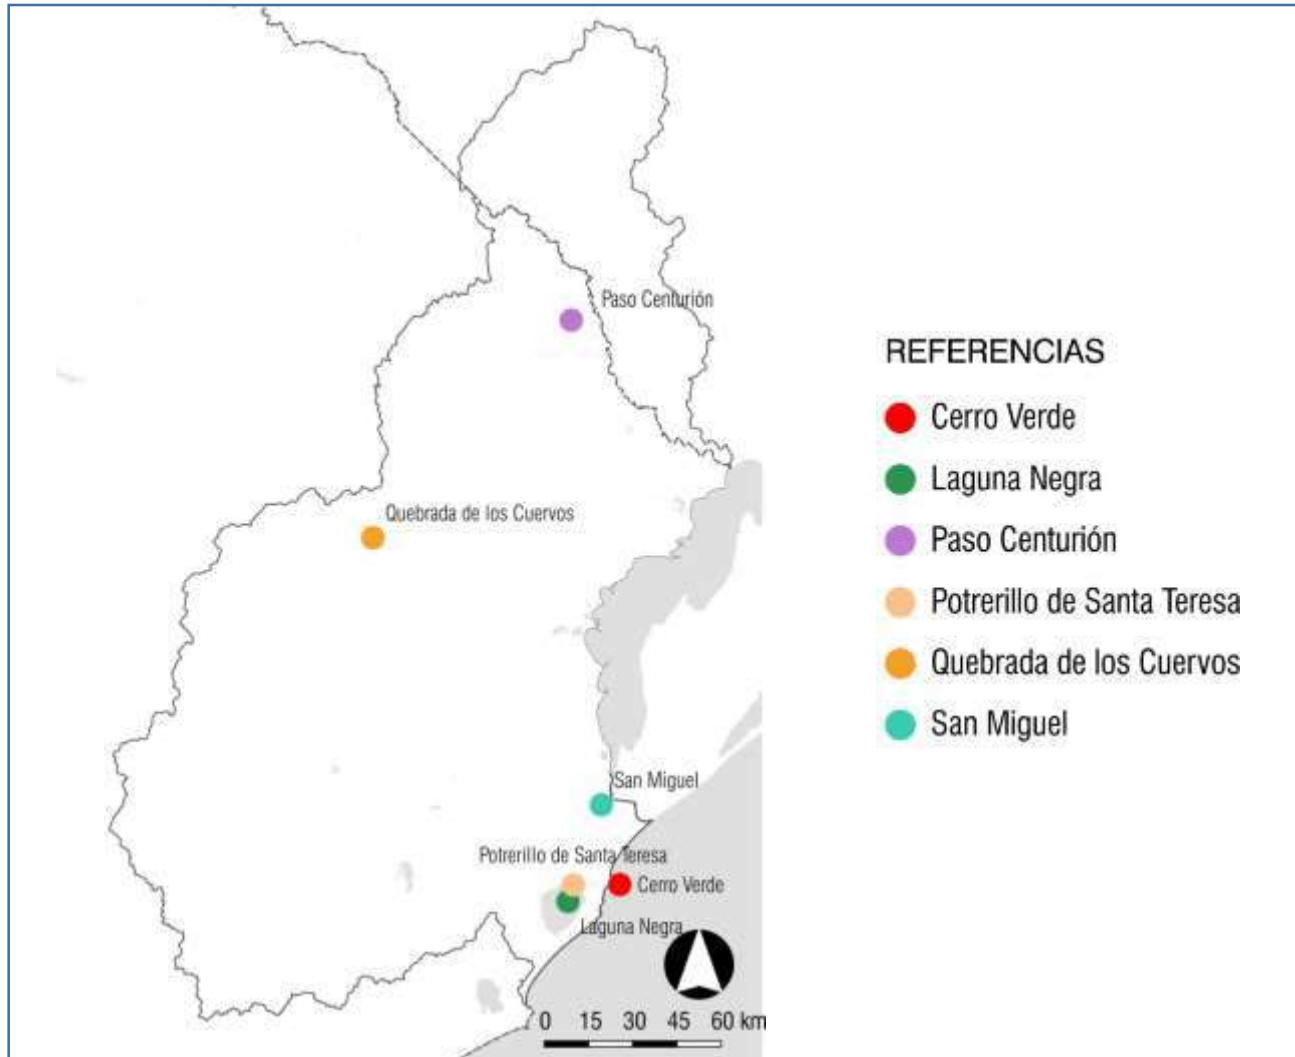 Paso Centurión
Quebrada de los Cuervos
San Miguel
Potrerillo de Santa Teresa
Cerro Verde
Laguna Negra
0 15 30 45 60 km
REFERENCIAS
Cerro Verde
Laguna Negra
Paso Centurión
Potrerillo de Santa Teresa
Quebrada de los Cuervos
San Miguel